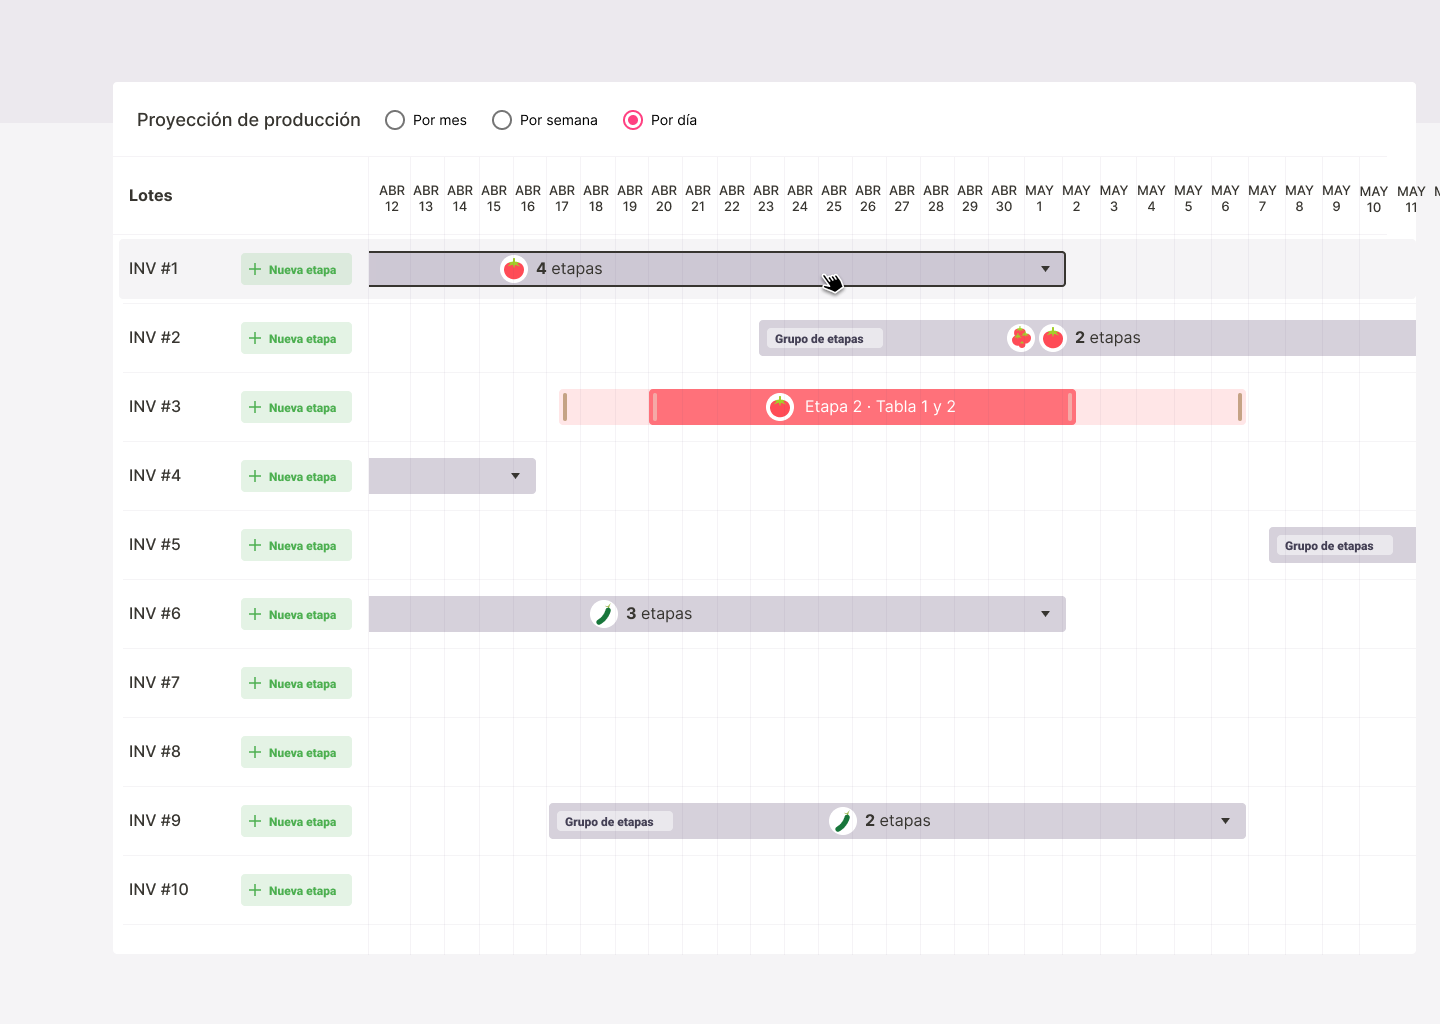 Proyección de producción Por mes Por semana Por día
Lotes
ABR 12 ABR 13 ABR 14 ABR 15 ABR 16 ABR 17 ABR 18 ABR 19 ABR 20 ABR 21 ABR 22 ABR 23 ABR 24 ABR 25 ABR 26 ABR 27 ABR 28 ABR 29 ABR 30 MAY 1 MAY 2 MAY 3 MAY 4 MAY 5 MAY 6 MAY 7 MAY 8 MAY 9 MAY 10 MAY 11
INV #1 + Nueva etapa 4 etapas
INV #2 + Nueva etapa Grupo de etapas 2 etapas
INV #3 + Nueva etapa Etapa 2 · Tabla 1 y 2
INV #4 + Nueva etapa
INV #5 + Nueva etapa Grupo de etapas
INV #6 + Nueva etapa 3 etapas
INV #7 + Nueva etapa
INV #8 + Nueva etapa
INV #9 + Nueva etapa Grupo de etapas 2 etapas
INV #10 + Nueva etapa